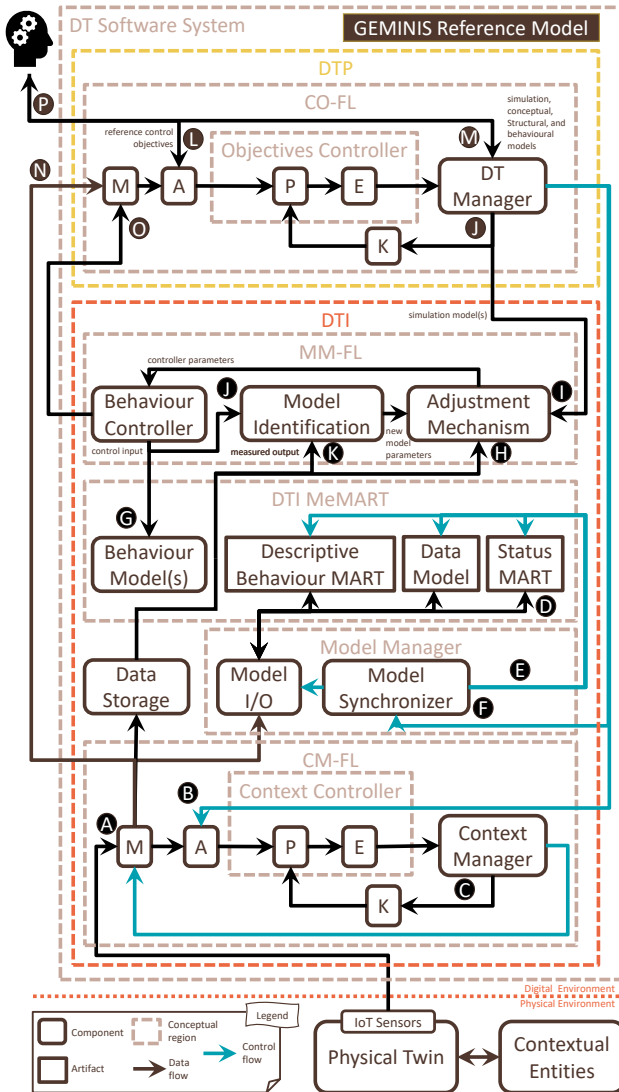 DT Software System
GEMINIS Reference Model
DTP
CO-FL
P
reference control
objectives
L
simulation,
conceptual,
Structural, and
behavioural
models
M
Objectives Controller
N
M
A
P
E
DT
Manager
O
J
K
DTI
simulation model(s)
MM-FL
controller parameters
Behaviour
Controller
J
Model
Identification
Adjustment
Mechanism
I
control input
measured output
K
new
model
parameters
H
DTI MeMART
G
Behaviour
Model(s)
Descriptive
Behaviour MART
Data
Model
Status
MART
D
Model Manager
Data
Storage
Model
I/O
Model
Synchronizer
E
F
CM-FL
Context Controller
A
B
M
A
P
E
Context
Manager
C
K
Digital Environment
Physical Environment
Legend
Component
Conceptual
region
Control
flow
Artifact
Data
flow
IoT Sensors
Physical Twin
Contextual
Entities